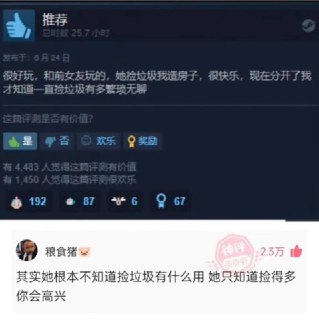 推荐
总时数 25.7 小时
发布于：6 月 24 日
很好玩，和前女友玩的，她捡垃圾我造房子，很快乐，现在分开了我
才知道一直捡垃圾有多繁琐无聊
这篇评测是否有价值？
是 否 欢乐 奖励
有 4,483 人觉得这篇评测有价值
有 1,450 人觉得这篇评测很欢乐
192 87 6 67
粮食猪 2.3万
其实她根本不知道捡垃圾有什么用 她只知道捡得多
你会高兴